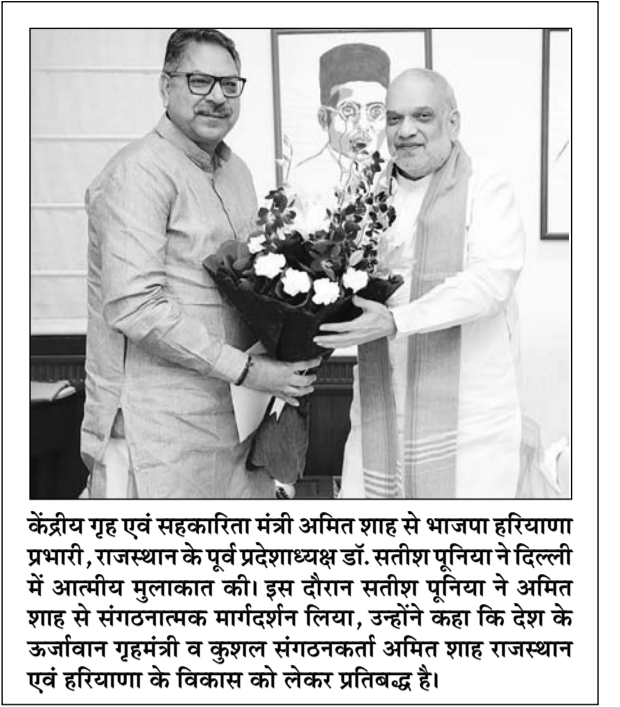 केंद्रीय गृह एवं सहकारिता मंत्री अमित शाह से भाजपा हरियाणा
प्रभारी, राजस्थान के पूर्व प्रदेशाध्यक्ष डॉ. सतीश पूनिया ने दिल्ली
में आत्मीय मुलाकात की। इस दौरान सतीश पूनिया ने अमित
शाह से संगठनात्मक मार्गदर्शन लिया, उन्होंने कहा कि देश के
ऊर्जावान गृहमंत्री व कुशल संगठनकर्ता अमित शाह राजस्थान
एवं हरियाणा के विकास को लेकर प्रतिबद्ध है।